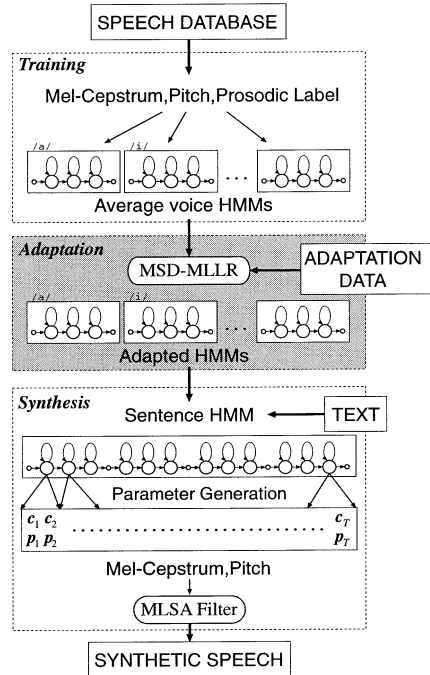 SPEECH DATABASE
Training
Mel-Cepstrum,Pitch,Prosodic Label
/a/ /i/
. . .
Average voice HMMs
Adaptation
MSD-MLLR
ADAPTATION
DATA
/a/ /i/
. . .
Adapted HMMs
Synthesis
Sentence HMM
TEXT
Parameter Generation
c1 c2 ............................. cT
p1 p2 pT
Mel-Cepstrum,Pitch
MLSA Filter
SYNTHETIC SPEECH